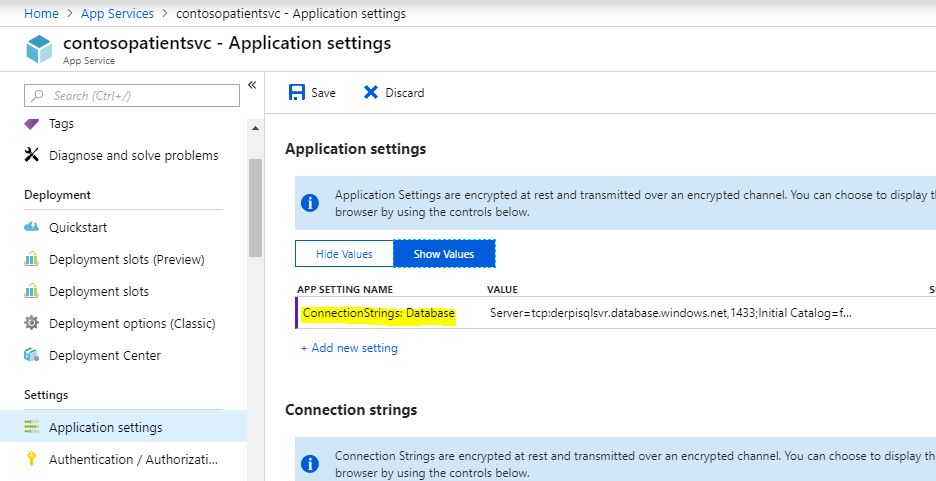 Home > App Services > contosopatientsvc - Application settings
contosopatientsvc - Application settings
App Service
Search (Ctrl+/)
«
Tags
Diagnose and solve problems
Deployment
Quickstart
Deployment slots (Preview)
Deployment slots
Deployment options (Classic)
Deployment Center
Settings
Application settings
Authentication / Authorizati...
Save Discard
Application settings
Application Settings are encrypted at rest and transmitted over an encrypted channel. You can choose to display th
browser by using the controls below.
Hide Values Show Values
APP SETTING NAME VALUE
ConnectionStrings: Database Server=tcp:derpisqlsvr.database.windows.net,1433;Initial Catalog=f...
+ Add new setting
Connection strings
Connection Strings are encrypted at rest and transmitted over an encrypted channel. You can choose to display th
browser by using the controls below.